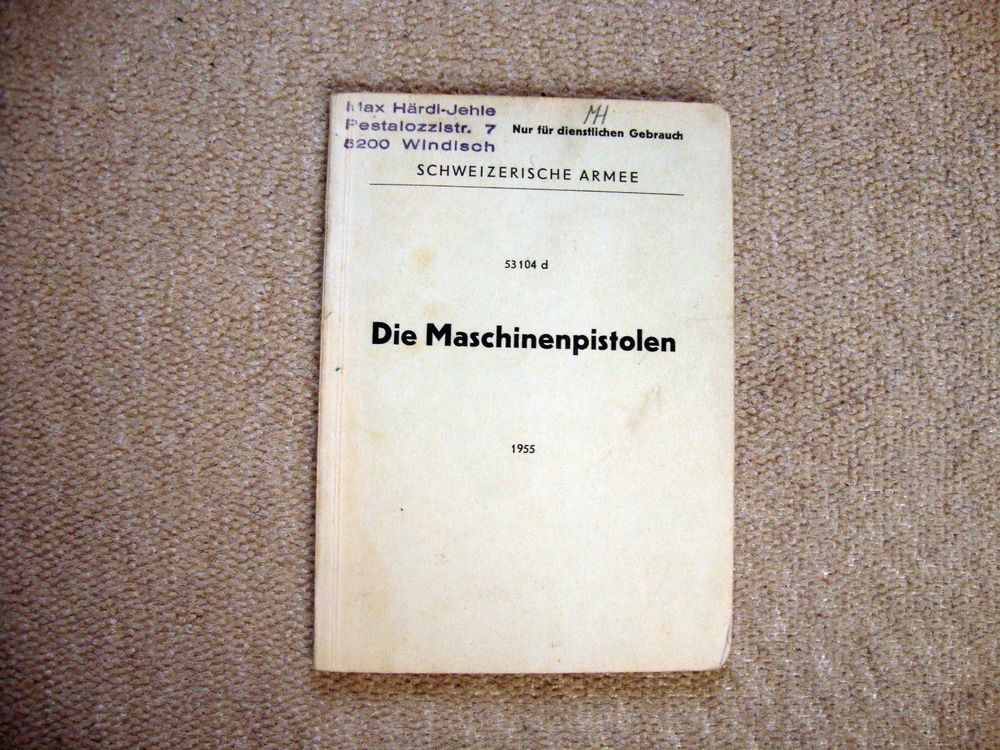 Max Härdi-Jehle
Pestalozzistr. 7
5200 Windisch
MH
Nur für dienstlichen Gebrauch
SCHWEIZERISCHE ARMEE
53104 d
Die Maschinenpistolen
1955